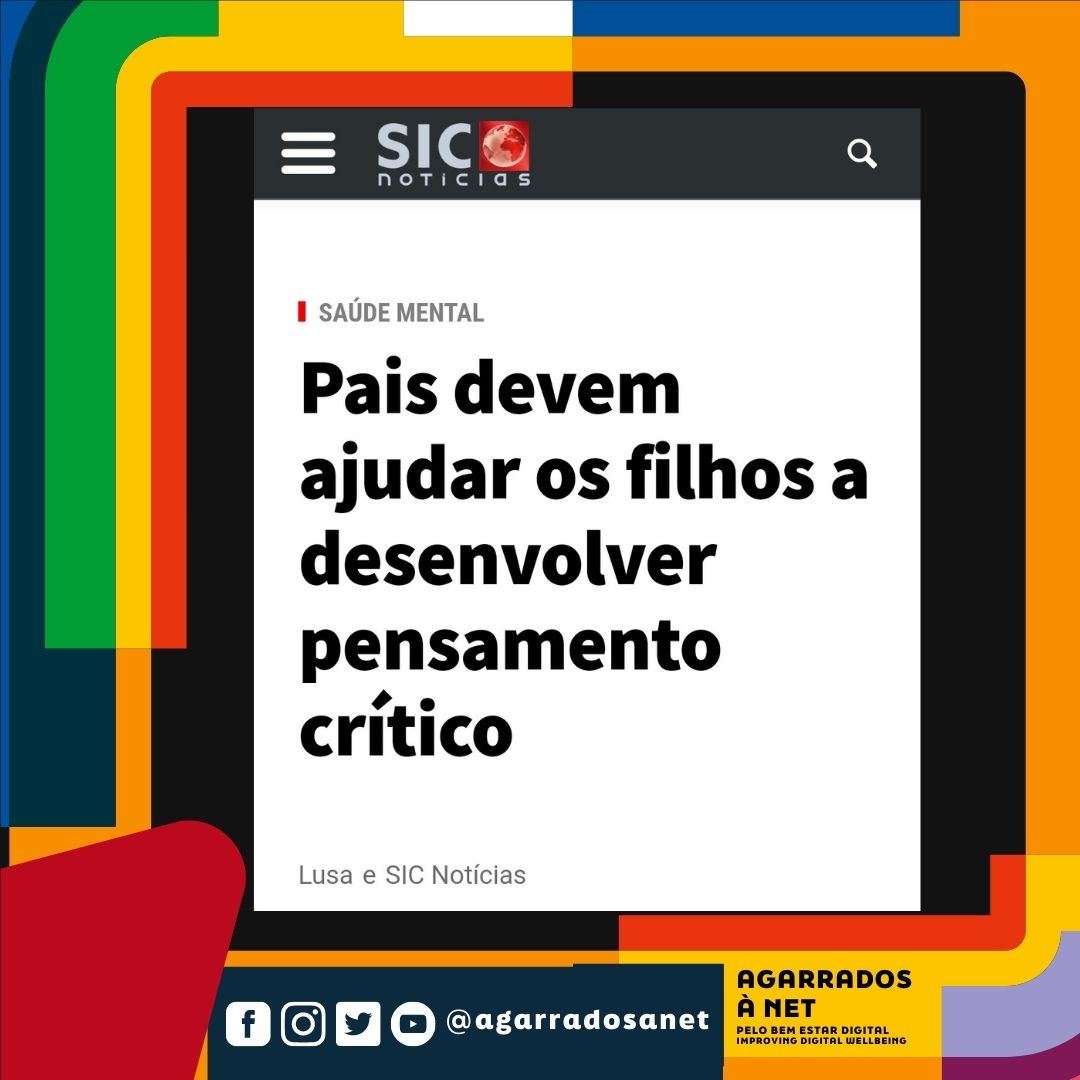 SIC
notícias
SAÚDE MENTAL
Pais devem
ajudar os filhos a
desenvolver
pensamento
crítico
Lusa e SIC Notícias
@agarradosanet
AGARRADOS
À NET
PELO BEM ESTAR DIGITAL
IMPROVING DIGITAL WELLBEING